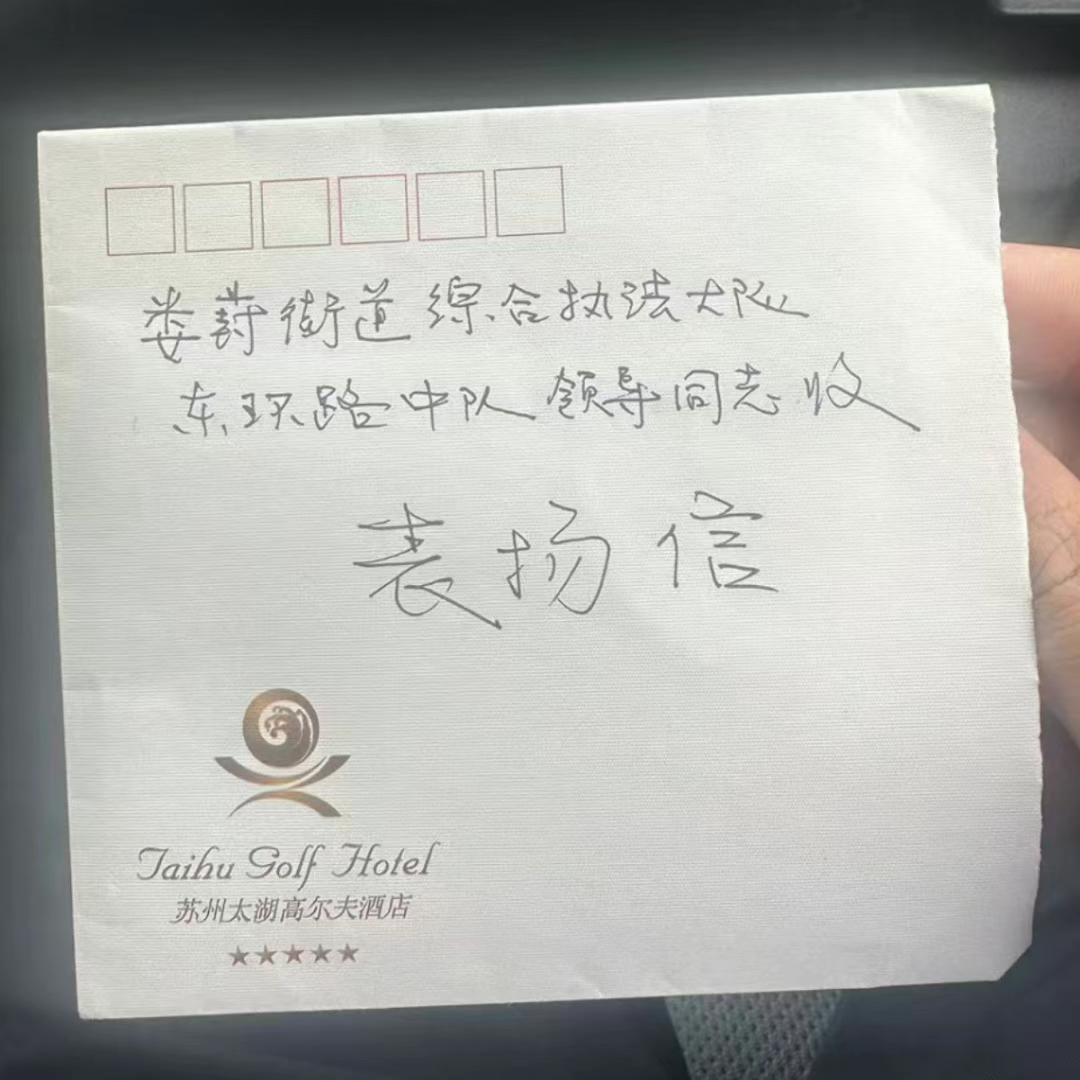 娄葑街道综合执法大队
东环路中队领导同志收
表扬信
Taihu Golf Hotel
苏州太湖高尔夫酒店
★★★★★